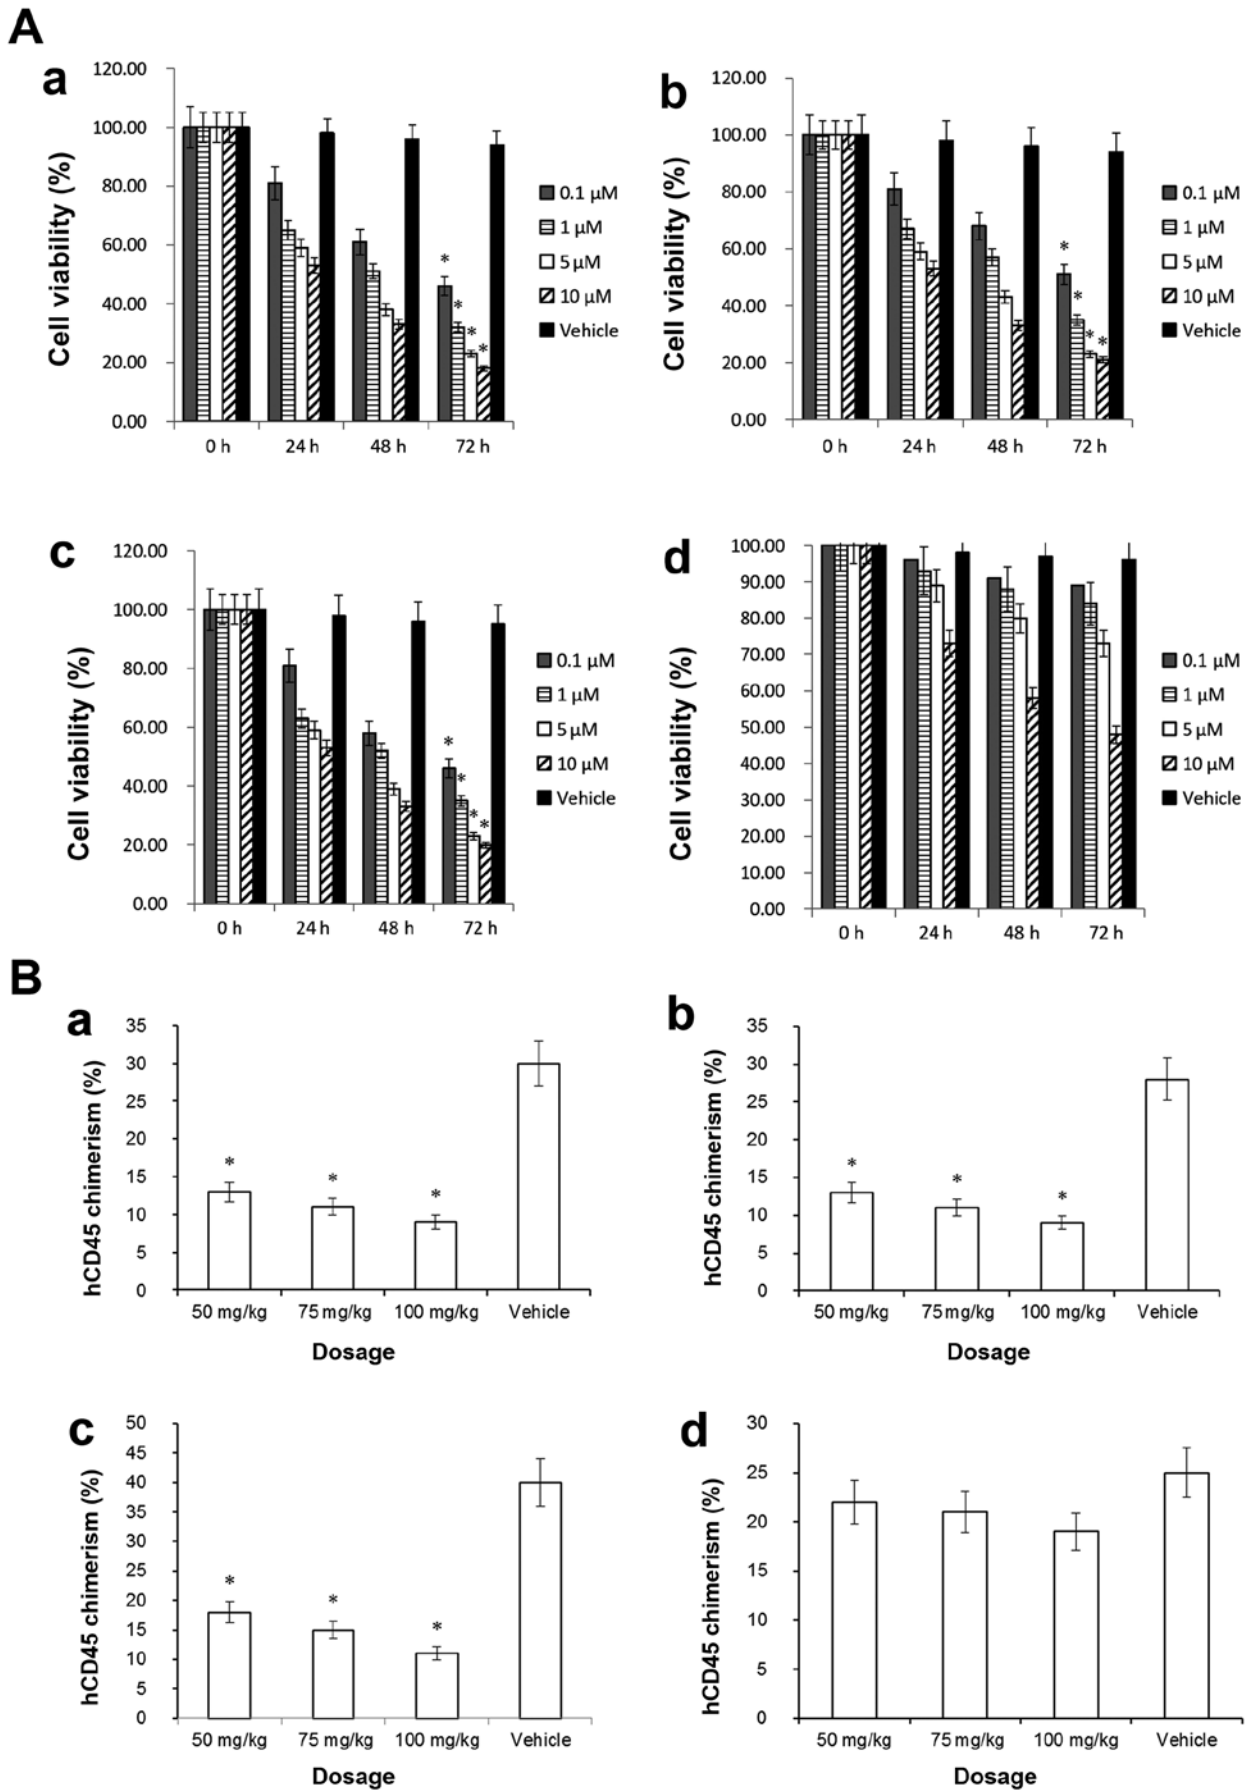 A
a
Cell viability (%)
120.00
100.00
80.00
60.00
40.00
20.00
0.00
0 h 24 h 48 h 72 h
* * * *
0.1 µM
1 µM
5 µM
10 µM
Vehicle
b
Cell viability (%)
120.00
100.00
80.00
60.00
40.00
20.00
0.00
0 h 24 h 48 h 72 h
* * * *
0.1 µM
1 µM
5 µM
10 µM
Vehicle
c
Cell viability (%)
120.00
100.00
80.00
60.00
40.00
20.00
0.00
0 h 24 h 48 h 72 h
* * * *
0.1 µM
1 µM
5 µM
10 µM
Vehicle
d
Cell viability (%)
100.00
90.00
80.00
70.00
60.00
50.00
40.00
30.00
20.00
10.00
0.00
0 h 24 h 48 h 72 h
0.1 µM
1 µM
5 µM
10 µM
Vehicle
B
a
hCD45 chimerism (%)
35
30
25
20
15
10
5
0
* * *
50 mg/kg 75 mg/kg 100 mg/kg Vehicle
Dosage
b
hCD45 chimerism (%)
35
30
25
20
15
10
5
0
* * *
50 mg/kg 75 mg/kg 100 mg/kg Vehicle
Dosage
c
hCD45 chimerism (%)
50
45
40
35
30
25
20
15
10
5
0
* * *
50 mg/kg 75 mg/kg 100 mg/kg Vehicle
Dosage
d
hCD45 chimerism (%)
30
25
20
15
10
5
0
50 mg/kg 75 mg/kg 100 mg/kg Vehicle
Dosage